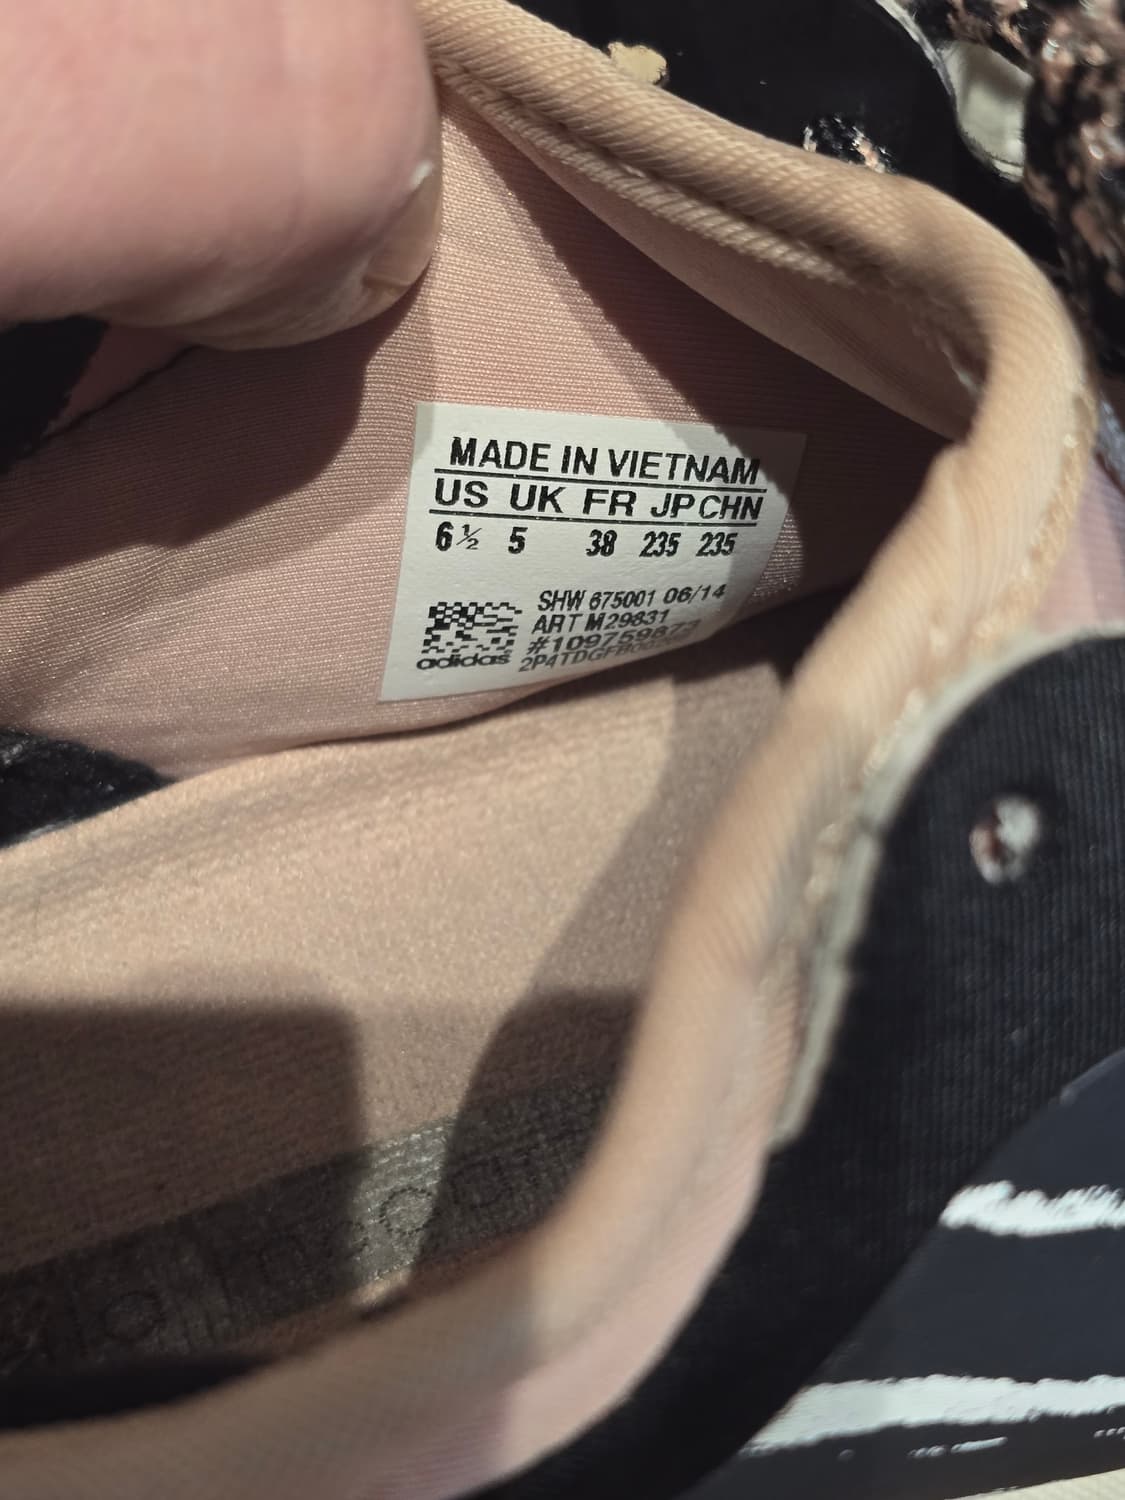 MADE IN VIETNAM
US UK FR JP CHN
6½ 5 38 235 235
SHW 675001 06/14
ART M29831
#109759873
adidas